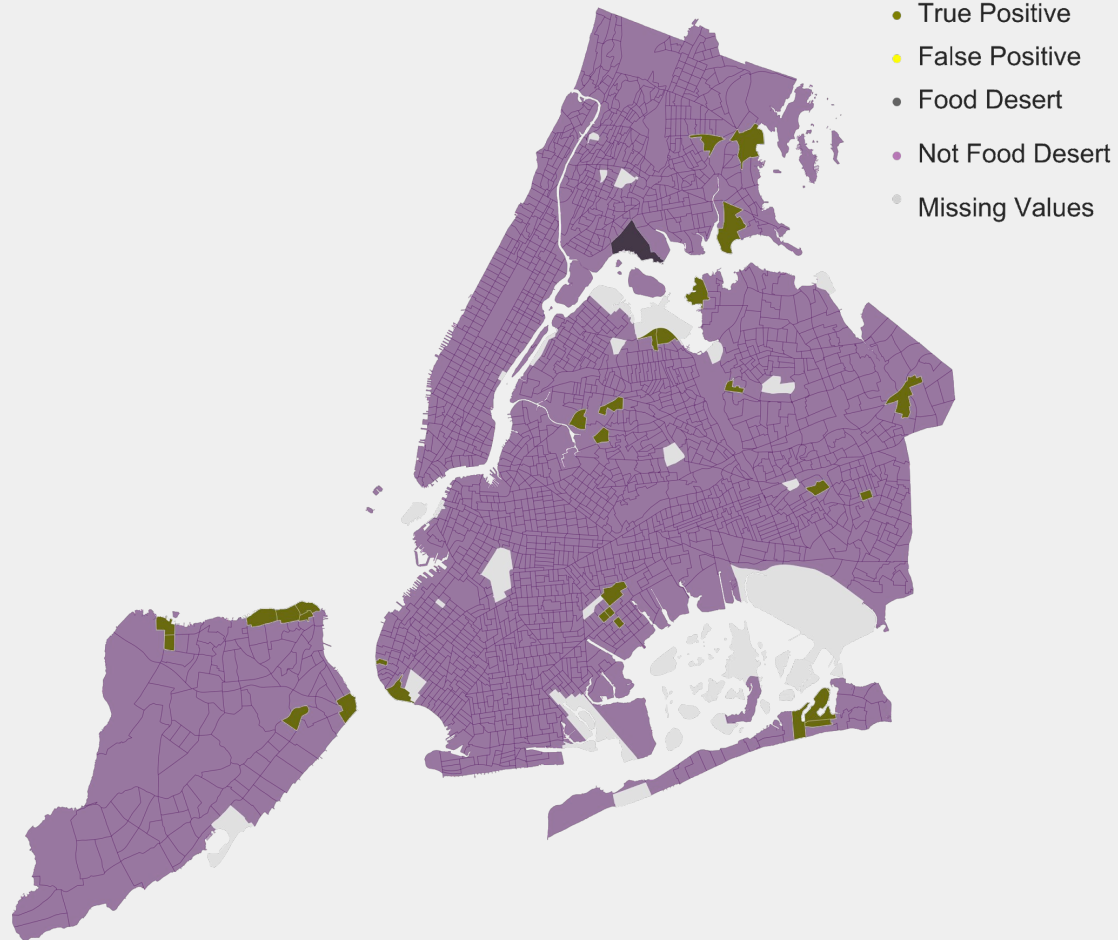 True Positive
False Positive
Food Desert
Not Food Desert
Missing Values